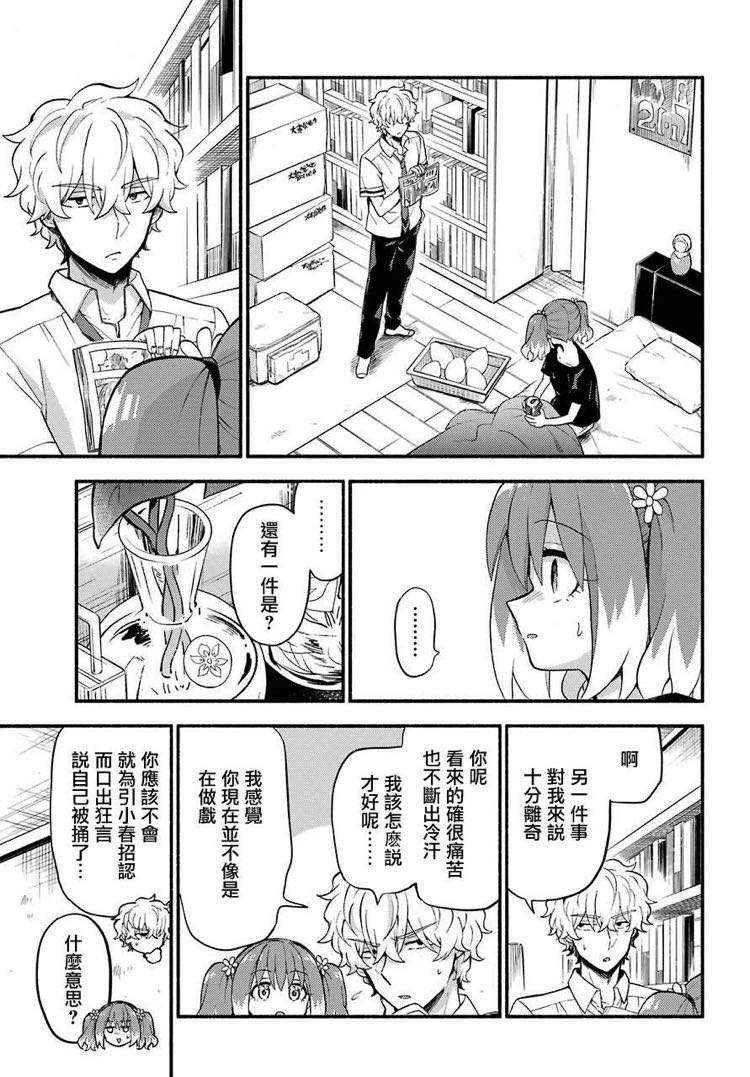 ………
………
還有一件是？
啊
另一件事
對我來說
十分離奇
你呢
看來的確很痛苦
也不斷出冷汗
我該怎麼說
才好呢……
我感覺
你現在並不像是
在做戲
你應該不會
就為引小春招認
而口出狂言
說自己被捅了…
什麼意思？